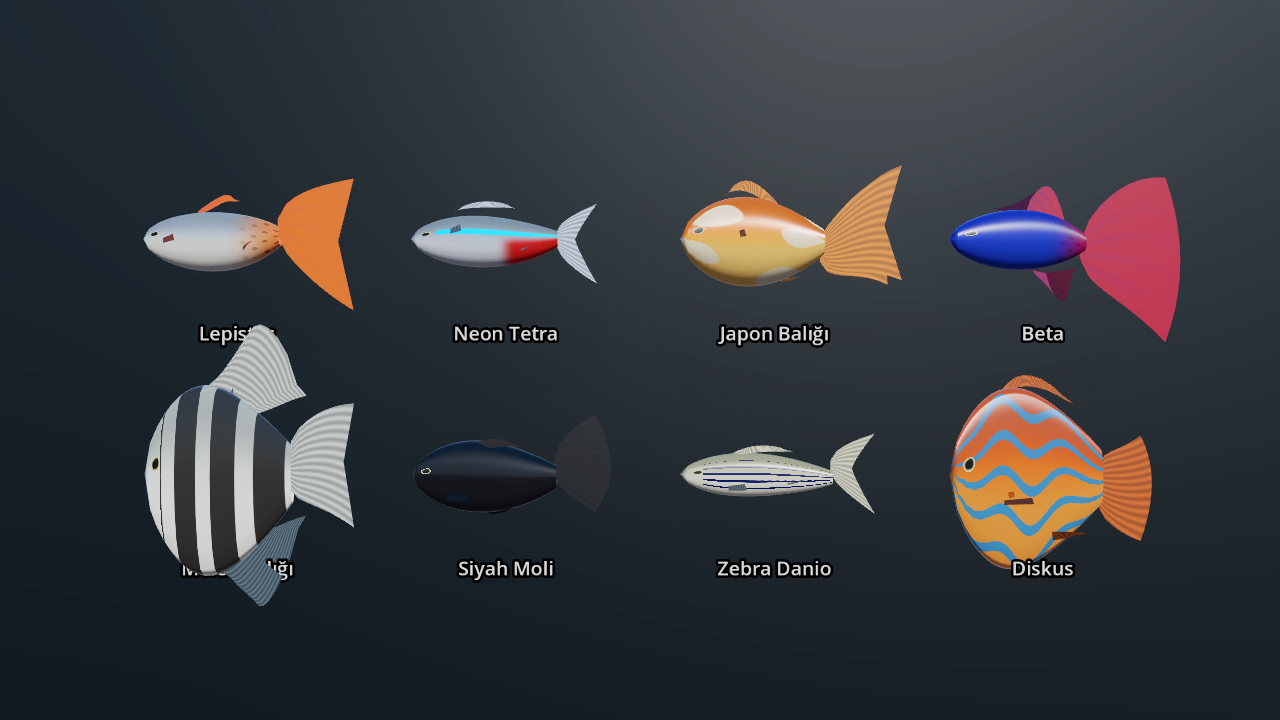 Neon Tetra
Japon Balığı
Beta
Siyah Moli
Zebra Danio
Diskus